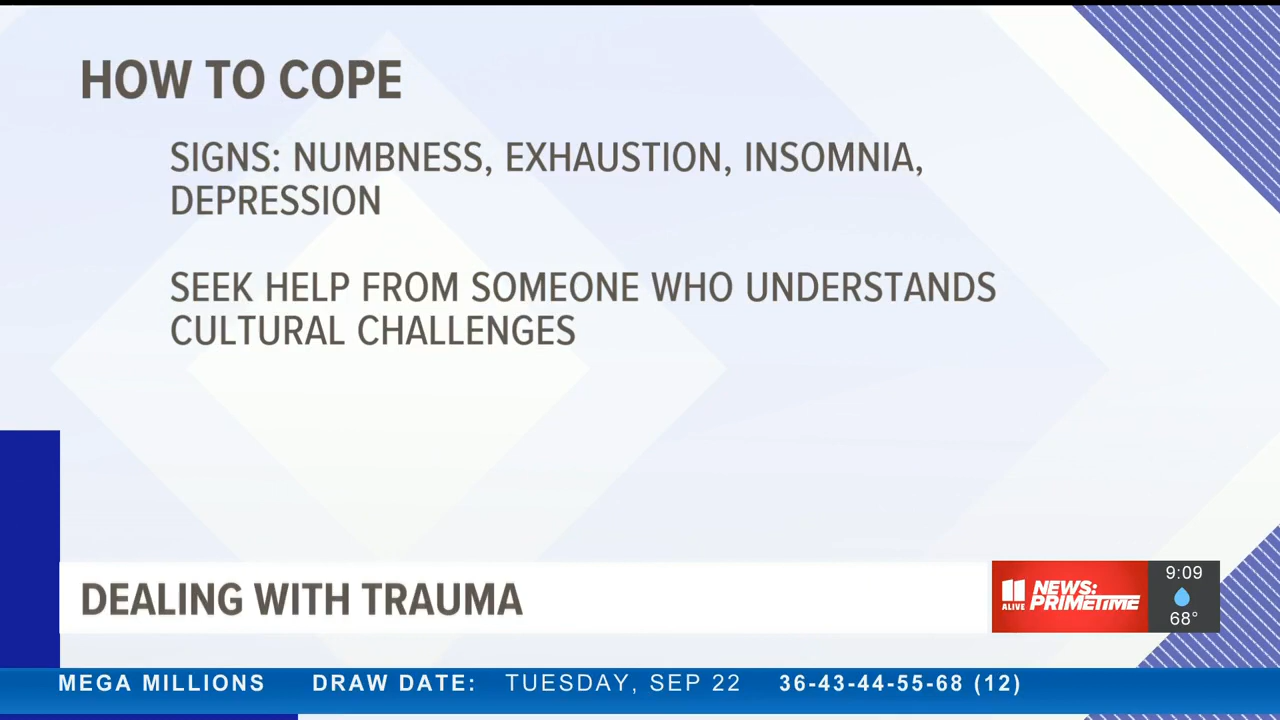 HOW TO COPE
SIGNS: NUMBNESS, EXHAUSTION, INSOMNIA,
DEPRESSION
SEEK HELP FROM SOMEONE WHO UNDERSTANDS
CULTURAL CHALLENGES
DEALING WITH TRAUMA
11 ALIVE
NEWS:
PRIMETIME
9:09
68°
MEGA MILLIONS DRAW DATE: TUESDAY, SEP 22 36-43-44-55-68 (12)